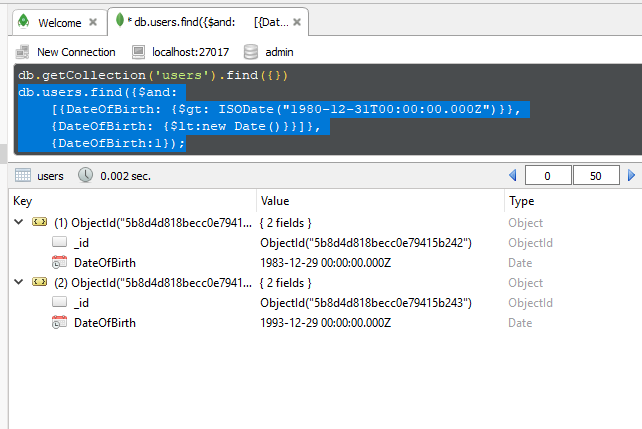 Welcome
* db.users.find({$and: [{Dat...
New Connection localhost:27017 admin
db.getCollection('users').find({})
db.users.find({$and:
[{DateOfBirth: {$gt: ISODate("1980-12-31T00:00:00.000Z")}},
{DateOfBirth: {$lt:new Date()}}]},
{DateOfBirth:1});
users 0.002 sec. 0 50
Key Value Type
(1) ObjectId("5b8d4d818becc0e7941... { 2 fields } Object
_id ObjectId("5b8d4d818becc0e79415b242") ObjectId
DateOfBirth 1983-12-29 00:00:00.000Z Date
(2) ObjectId("5b8d4d818becc0e7941... { 2 fields } Object
_id ObjectId("5b8d4d818becc0e79415b243") ObjectId
DateOfBirth 1993-12-29 00:00:00.000Z Date